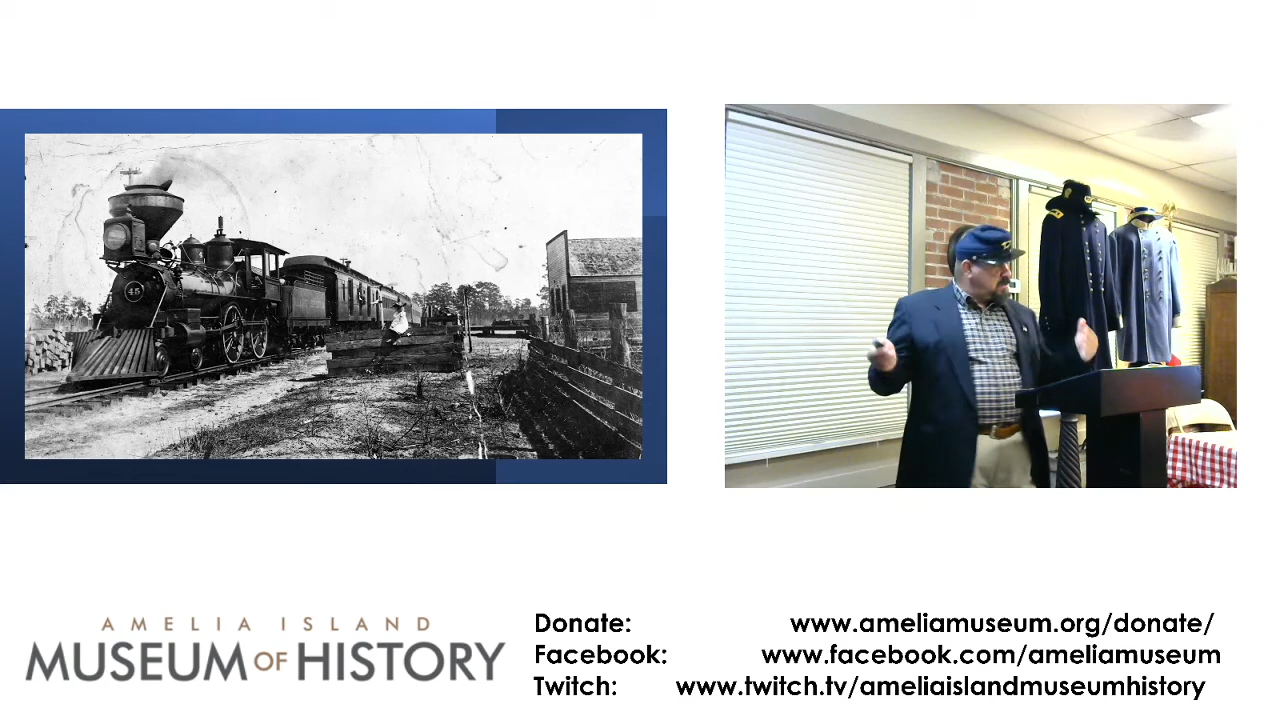 45
AMELIA ISLAND
MUSEUM OF HISTORY
Donate: www.ameliamuseum.org/donate/
Facebook: www.facebook.com/ameliamuseum
Twitch: www.twitch.tv/ameliaislandmuseumhistory